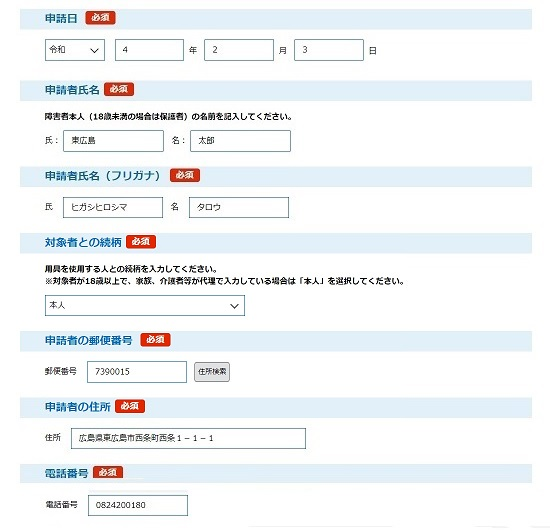 申請日 必須
令和 4 年 2 月 3 日
申請者氏名 必須
障害者本人（18歳未満の場合は保護者）の名前を記入してください。
氏： 東広島 名： 太郎
申請者氏名（フリガナ） 必須
氏 ヒガシヒロシマ 名 タロウ
対象者との続柄 必須
用具を使用する人との続柄を入力してください。
※対象者が18歳以上で、家族、介護者等が代理で入力している場合は「本人」を選択してください。
本人
申請者の郵便番号 必須
郵便番号 7390015 住所検索
申請者の住所 必須
住所 広島県東広島市西条町西条１－１－１
電話番号 必須
電話番号 0824200180